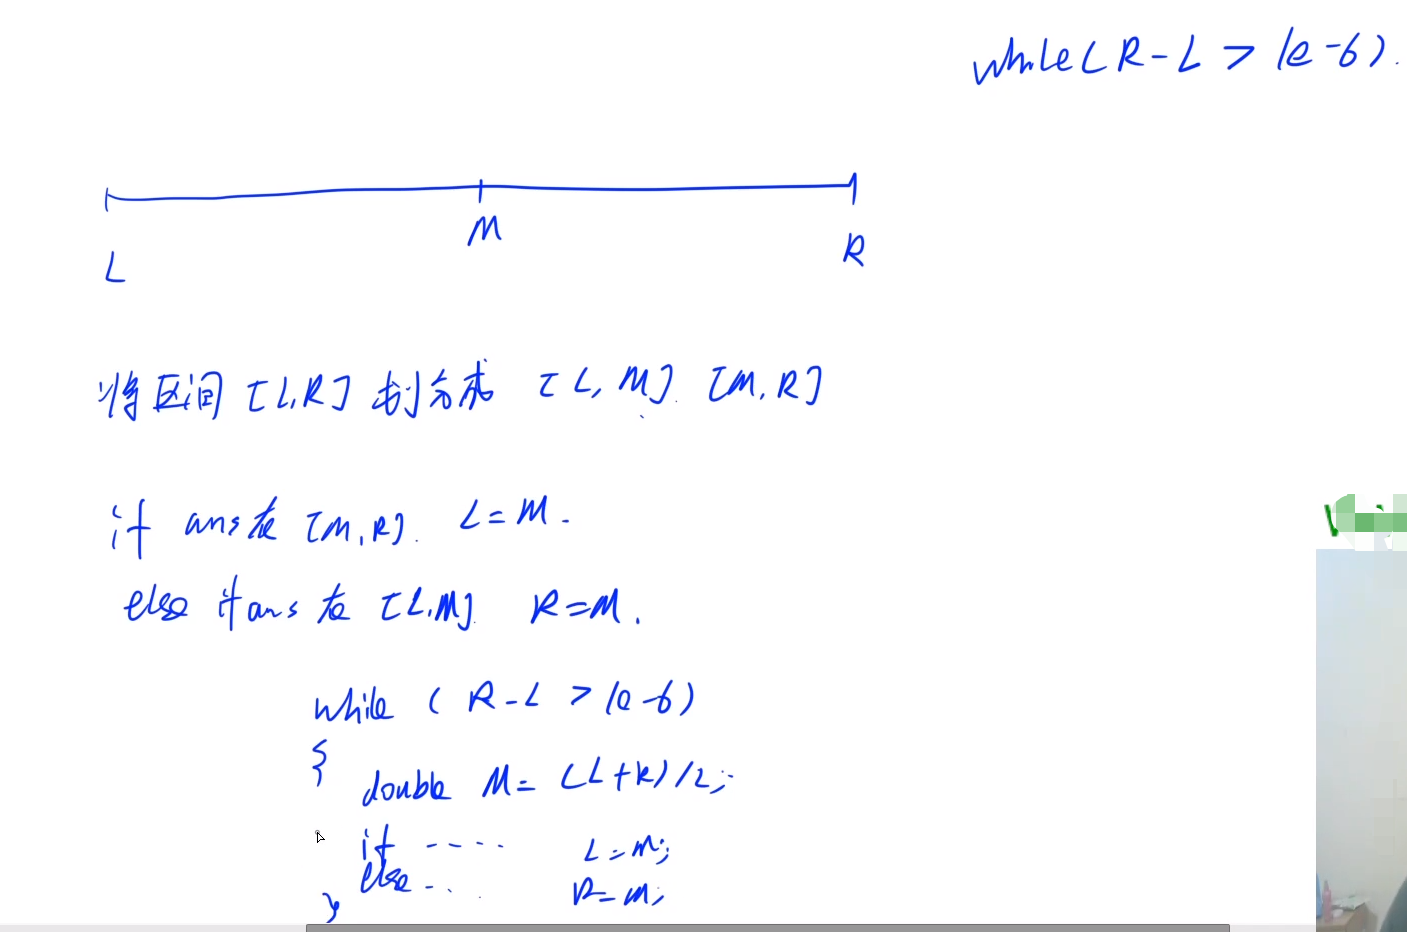 while(R-L > 1e-6).
M
R
L
将区间 [L,R] 划分成 [L,M]. [M,R]
if ans在 [M,R]. L=M.
else if ans 在 [L,M]. R=M.
while ( R-L > 1e-6)
{
double M= (L+R)/2;
if ----- L=M;
else -.. R=M;
}